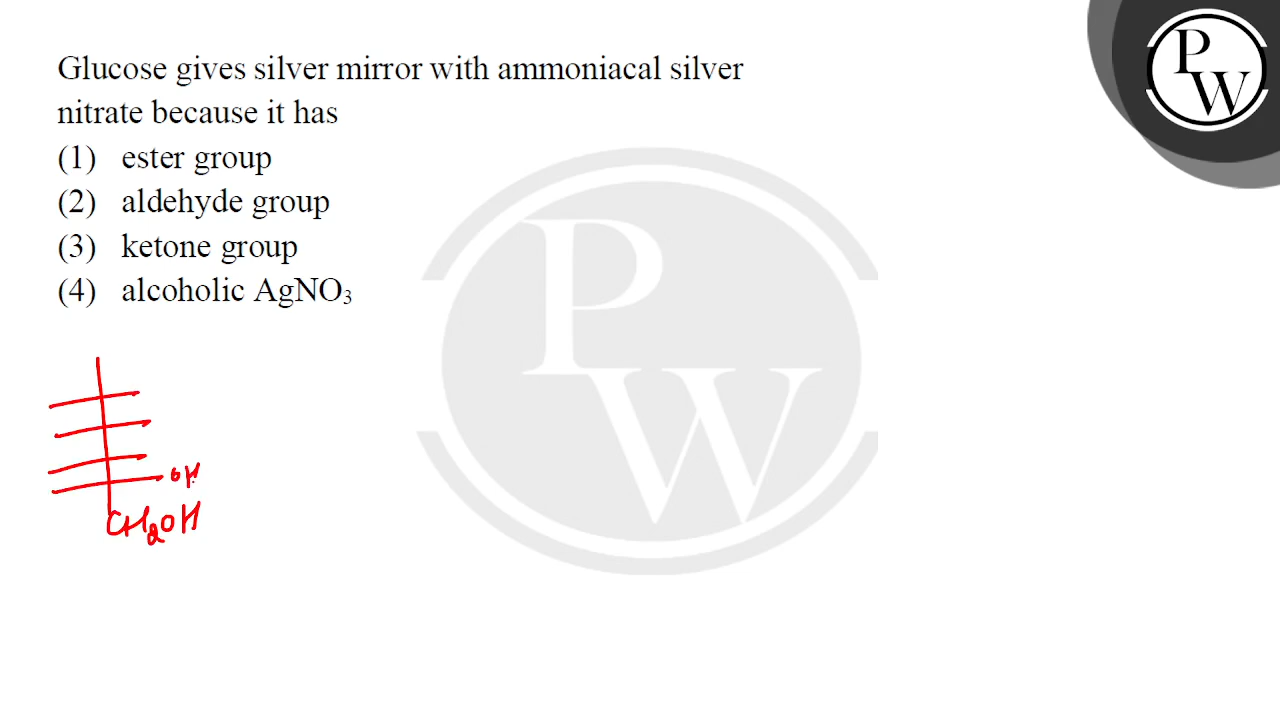 Glucose gives silver mirror with ammoniacal silver
nitrate because it has
(1) ester group
(2) aldehyde group
(3) ketone group
(4) alcoholic AgNO₃
OH
CH₂OH
P
W
P
W